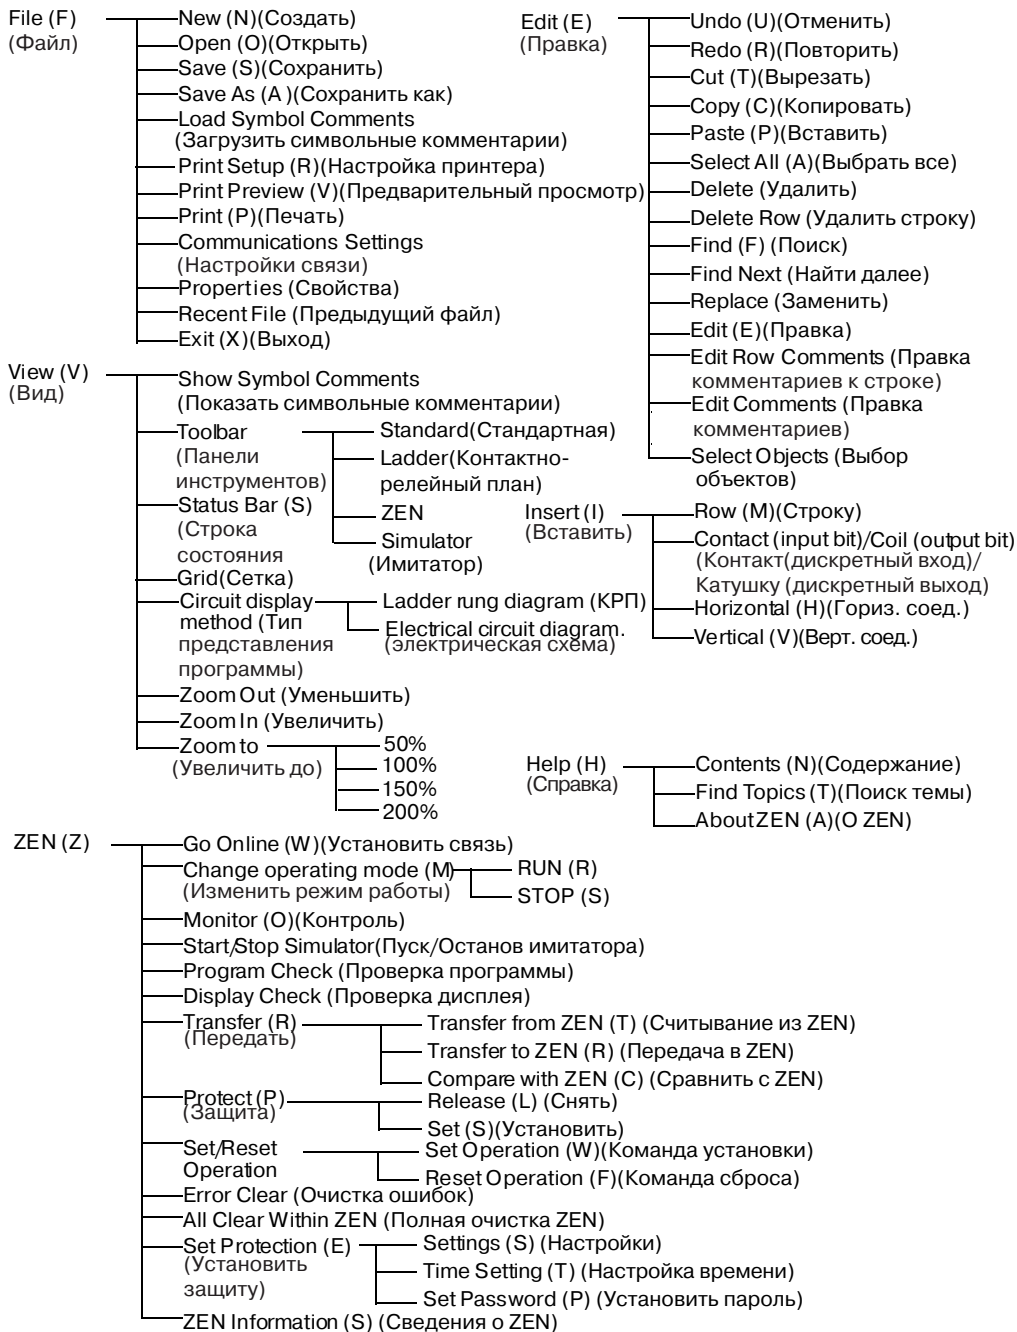 File (F)
(Файл)
New (N)(Создать)
Open (O)(Открыть)
Save (S)(Сохранить)
Save As (A )(Сохранить как)
Load Symbol Comments
(Загрузить символьные комментарии)
Print Setup (R)(Настройка принтера)
Print Preview (V)(Предварительный просмотр)
Print (P)(Печать)
Communications Settings
(Настройки связи)
Properties (Свойства)
Recent File (Предыдущий файл)
Exit (X)(Выход)
Edit (E)
(Правка)
Undo (U)(Отменить)
Redo (R)(Повторить)
Cut (T)(Вырезать)
Copy (C)(Копировать)
Paste (P)(Вставить)
Select All (A)(Выбрать все)
Delete (Удалить)
Delete Row (Удалить строку)
Find (F) (Поиск)
Find Next (Найти далее)
Replace (Заменить)
Edit (E)(Правка)
Edit Row Comments (Правка
комментариев к строке)
Edit Comments (Правка
комментариев)
Select Objects (Выбор
объектов)
View (V)
(Вид)
Show Symbol Comments
(Показать символьные комментарии)
Toolbar
(Панели
инструментов)
Standard(Стандартная)
Ladder(Контактно-
релейный план)
ZEN
Simulator
(Имитатор)
Status Bar (S)
(Строка
состояния
Grid(Сетка)
Circuit display
method (Тип
представления
программы)
Ladder rung diagram (КРП)
Electrical circuit diagram.
(электрическая схема)
Zoom Out (Уменьшить)
Zoom In (Увеличить)
Zoom to
(Увеличить до)
50%
100%
150%
200%
Insert (I)
(Вставить)
Row (M)(Строку)
Contact (input bit)/Coil (output bit)
(Контакт(дискретный вход)/
Катушку (дискретный выход)
Horizontal (H)(Гориз. соед.)
Vertical (V)(Верт. соед.)
Help (H)
(Справка)
Contents (N)(Содержание)
Find Topics (T)(Поиск темы)
About ZEN (A)(О ZEN)
ZEN (Z)
Go Online (W)(Установить связь)
Change operating mode (M)
(Изменить режим работы)
RUN (R)
STOP (S)
Monitor (O)(Контроль)
Start/Stop Simulator(Пуск/Останов имитатора)
Program Check (Проверка программы)
Display Check (Проверка дисплея)
Transfer (R)
(Передать)
Transfer from ZEN (T) (Считывание из ZEN)
Transfer to ZEN (R) (Передача в ZEN)
Compare with ZEN (C) (Сравнить с ZEN)
Protect (P)
(Защита)
Release (L) (Снять)
Set (S)(Установить)
Set/Reset
Operation
Set Operation (W)(Команда установки)
Reset Operation (F)(Команда сброса)
Error Clear (Очистка ошибок)
All Clear Within ZEN (Полная очистка ZEN)
Set Protection (E)
(Установить
защиту)
Settings (S) (Настройки)
Time Setting (T) (Настройка времени)
Set Password (P) (Установить пароль)
ZEN Information (S) (Сведения о ZEN)